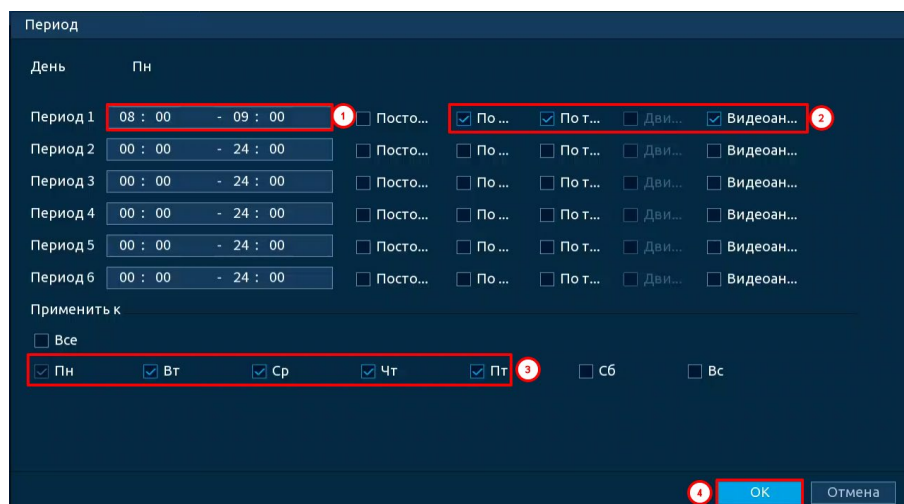 Период
День Пн
Период 1 08 : 00 - 09 : 00 1 Посто... По ... По т... Дви... Видеоан... 2
Период 2 00 : 00 - 24 : 00 Посто... По ... По т... Дви... Видеоан...
Период 3 00 : 00 - 24 : 00 Посто... По ... По т... Дви... Видеоан...
Период 4 00 : 00 - 24 : 00 Посто... По ... По т... Дви... Видеоан...
Период 5 00 : 00 - 24 : 00 Посто... По ... По т... Дви... Видеоан...
Период 6 00 : 00 - 24 : 00 Посто... По ... По т... Дви... Видеоан...
Применить к
Все
Пн Вт Ср Чт Пт 3 Сб Вс
4 OK Отмена